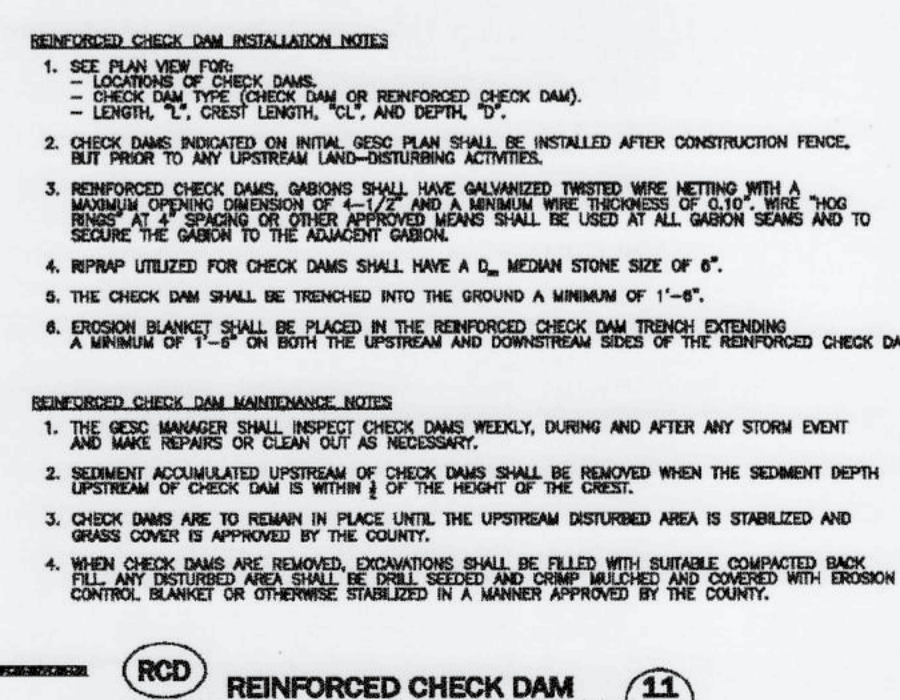 REINFORCED CHECK DAM INSTALLATION NOTES
1. SEE PLAN VIEW FOR:
– LOCATIONS OF CHECK DAMS.
– CHECK DAM TYPE (CHECK DAM OR REINFORCED CHECK DAM).
– LENGTH, "L", CREST LENGTH, "CL", AND DEPTH, "D".
2. CHECK DAMS INDICATED ON INITIAL GESC PLAN SHALL BE INSTALLED AFTER CONSTRUCTION FENCE,
BUT PRIOR TO ANY UPSTREAM LAND–DISTURBING ACTIVITIES.
3. REINFORCED CHECK DAMS, GABIONS SHALL HAVE GALVANIZED TWISTED WIRE NETTING WITH A
MAXIMUM OPENING DIMENSION OF 4–1/2" AND A MINIMUM WIRE THICKNESS OF 0.10". WIRE "HOG
RINGS" AT 4" SPACING OR OTHER APPROVED MEANS SHALL BE USED AT ALL GABION SEAMS AND TO
SECURE THE GABION TO THE ADJACENT GABION.
4. RIPRAP UTILIZED FOR CHECK DAMS SHALL HAVE A D MEDIAN STONE SIZE OF 6".
5. THE CHECK DAM SHALL BE TRENCHED INTO THE GROUND A MINIMUM OF 1'–6".
6. EROSION BLANKET SHALL BE PLACED IN THE REINFORCED CHECK DAM TRENCH EXTENDING
A MINIMUM OF 1'–6" ON BOTH THE UPSTREAM AND DOWNSTREAM SIDES OF THE REINFORCED CHECK DA
REINFORCED CHECK DAM MAINTENANCE NOTES
1. THE GESC MANAGER SHALL INSPECT CHECK DAMS WEEKLY, DURING AND AFTER ANY STORM EVENT
AND MAKE REPAIRS OR CLEAN OUT AS NECESSARY.
2. SEDIMENT ACCUMULATED UPSTREAM OF CHECK DAMS SHALL BE REMOVED WHEN THE SEDIMENT DEPTH
UPSTREAM OF CHECK DAM IS WITHIN ½ OF THE HEIGHT OF THE CREST.
3. CHECK DAMS ARE TO REMAIN IN PLACE UNTIL THE UPSTREAM DISTURBED AREA IS STABILIZED AND
GRASS COVER IS APPROVED BY THE COUNTY.
4. WHEN CHECK DAMS ARE REMOVED, EXCAVATIONS SHALL BE FILLED WITH SUITABLE COMPACTED BACK
FILL. ANY DISTURBED AREA SHALL BE DRILL SEEDED AND CRIMP MULCHED AND COVERED WITH EROSION
CONTROL BLANKET OR OTHERWISE STABILIZED IN A MANNER APPROVED BY THE COUNTY.
RCD
REINFORCED CHECK DAM
11